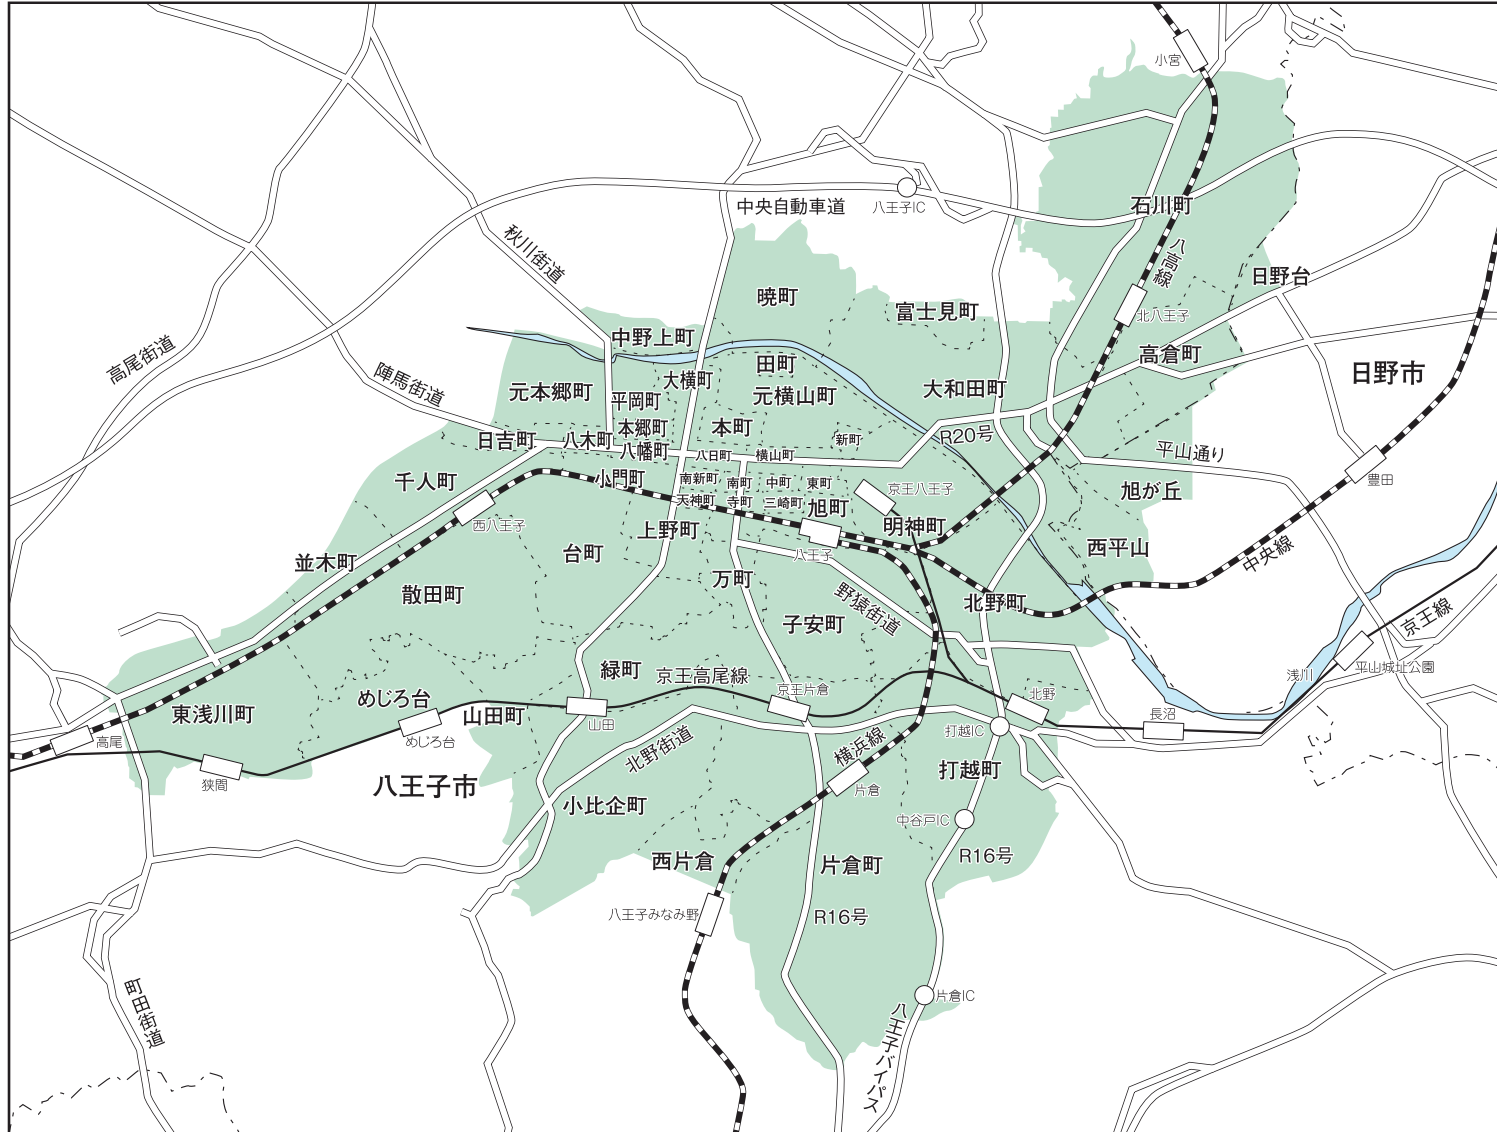 小宮
中央自動車道
八王子IC
石川町
秋川街道
八高線
日野台
暁町
富士見町
北八王子
中野上町
高倉町
高尾街道
田町
日野市
陣馬街道
大横町
元本郷町
平岡町
元横山町
大和田町
本郷町
本町
新町
R20号
日吉町
八木町
八幡町
八日町
横山町
平山通り
千人町
小門町
南新町
南町
中町
東町
京王八王子
旭が丘
豊田
天神町
寺町
三崎町
旭町
西八王子
上野町
明神町
台町
八王子
西平山
中央線
並木町
万町
散田町
野猿街道
北野町
子安町
京王線
緑町
京王高尾線
浅川
平山城址公園
めじろ台
京王片倉
北野
東浅川町
山田町
山田
長沼
高尾
めじろ台
打越IC
北野街道
横浜線
狭間
打越町
八王子市
片倉
小比企町
中谷戸IC
西片倉
片倉町
R16号
八王子みなみ野
R16号
町田街道
片倉IC
八王子バイパス